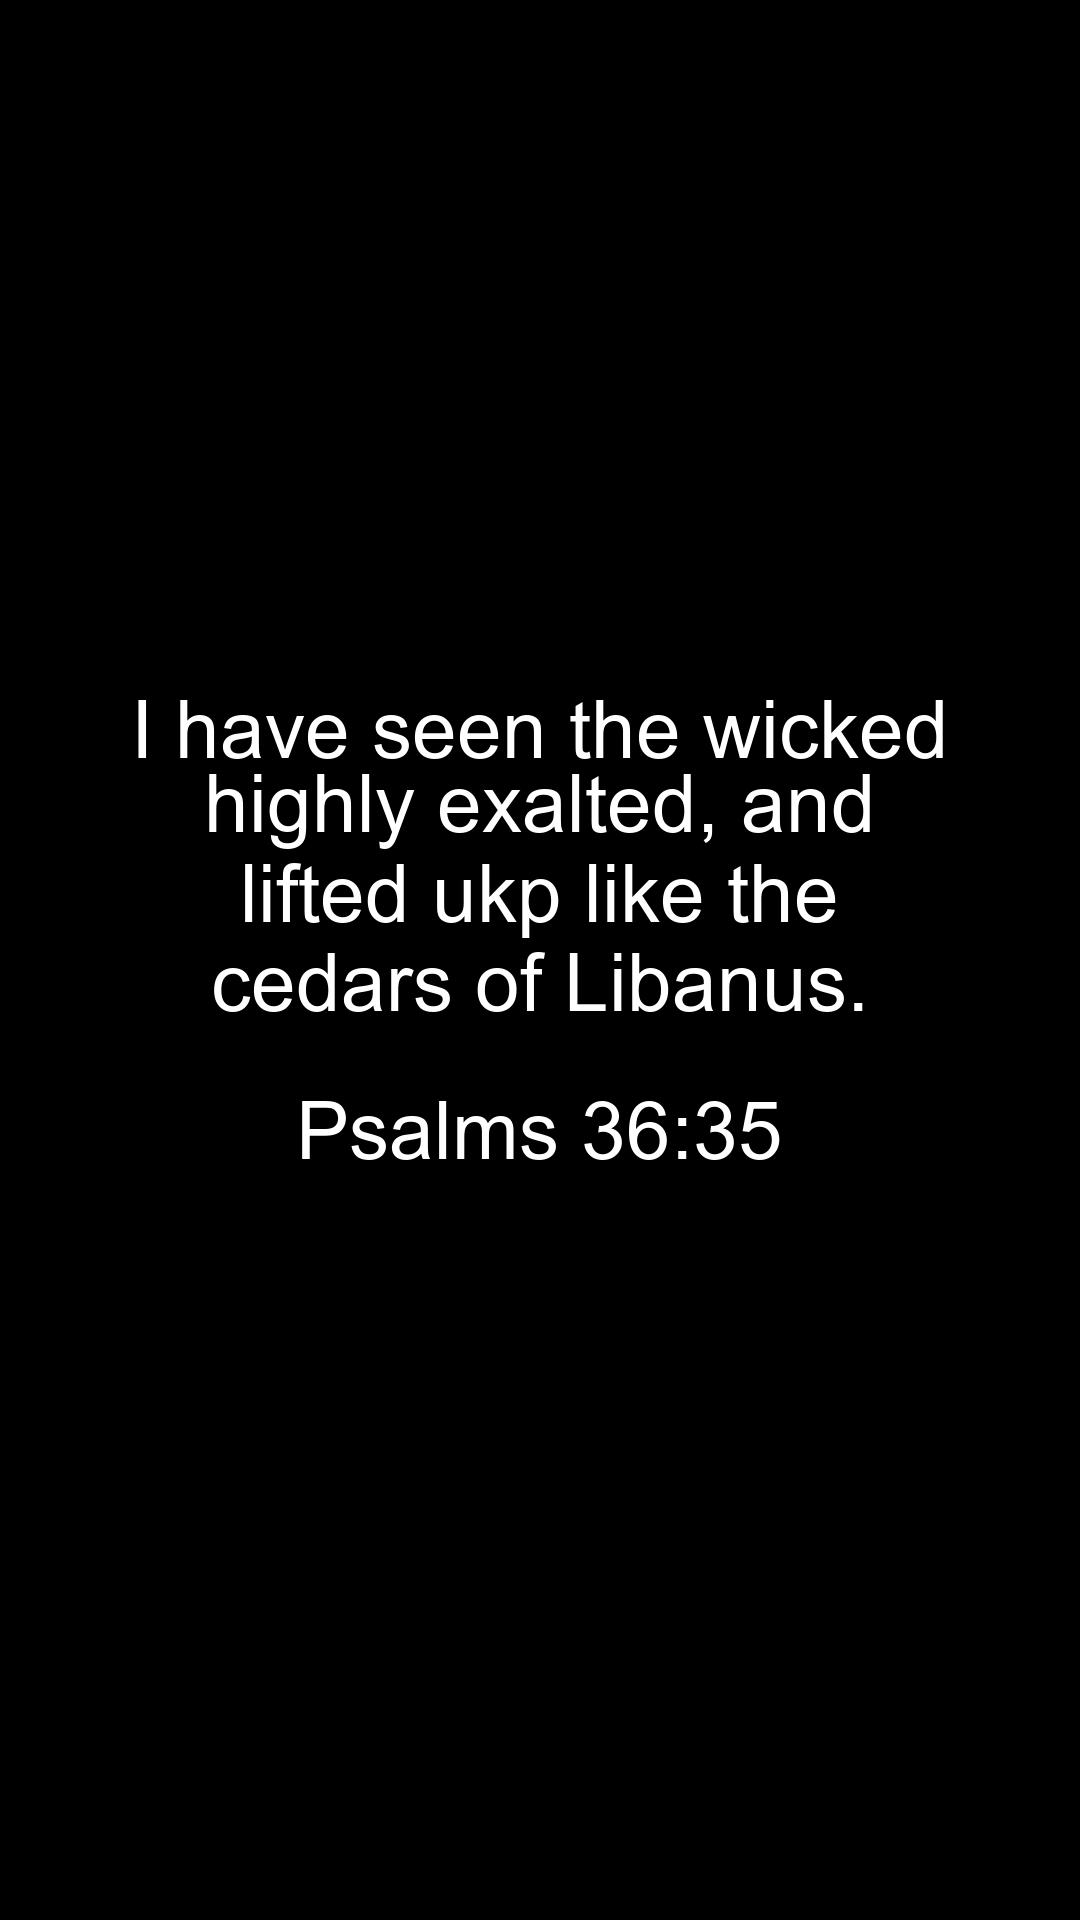 I have seen the wicked
highly exalted, and
lifted ukp like the
cedars of Libanus.
Psalms 36:35